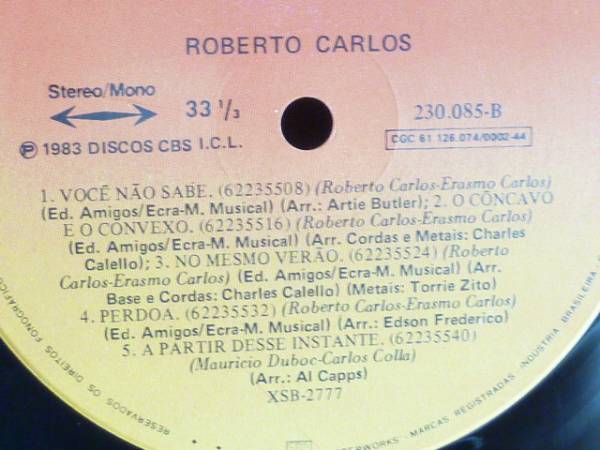 ROBERTO CARLOS
Stereo/Mono
33 1/3
230.085-B
℗ 1983 DISCOS CBS I.C.L.
CGC 61 126.074/0002-44
1. VOCÊ NÃO SABE. (62235508) (Roberto Carlos-Erasmo Carlos)
(Ed. Amigos/Ecra-M. Musical) (Arr.: Artie Butler); 2. O CÔNCAVO
E O CONVEXO. (62235516) (Roberto Carlos-Erasmo Carlos)
(Ed. Amigos/Ecra-M. Musical) (Arr. Cordas e Metais: Charles
Calello); 3. NO MESMO VERÃO. (62235524) (Roberto
Carlos-Erasmo Carlos) (Ed. Amigos/Ecra-M. Musical) (Arr.
Base e Cordas: Charles Calello) (Metais: Torrie Zito)
4. PERDOA. (62235532) (Roberto Carlos-Erasmo Carlos)
(Ed. Amigos/Ecra-M. Musical) (Arr.: Edson Frederico)
5. A PARTIR DESSE INSTANTE. (62235540)
(Mauricio Duboc-Carlos Colla)
(Arr.: Al Capps)
XSB-2777
RESERVADOS OS DIREITOS FONOGRÁFICO
MARCAS REGISTRADAS - INDÚSTRIA BRASILEIRA